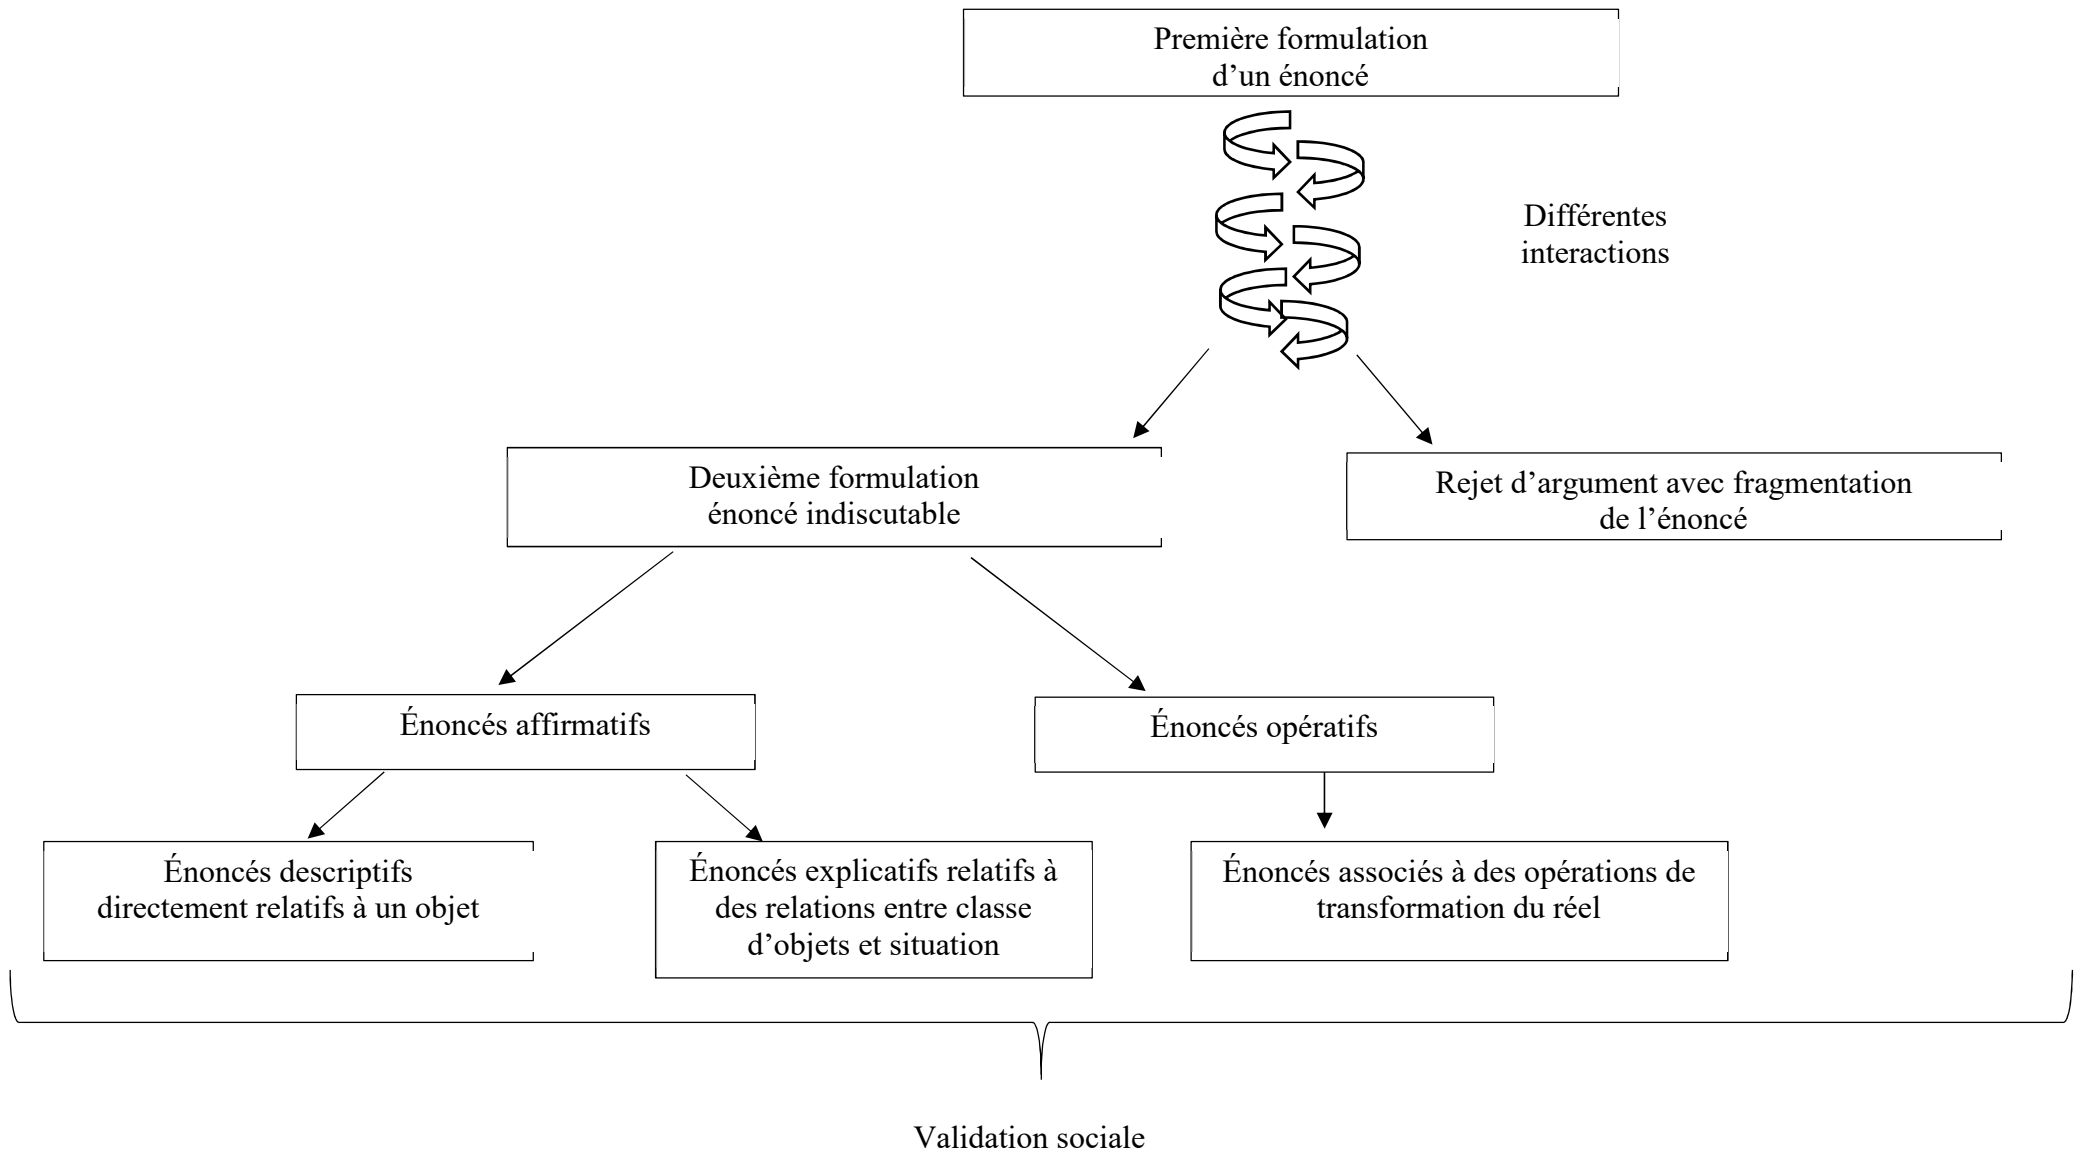 Première formulation
d’un énoncé
Différentes
interactions
Deuxième formulation
énoncé indiscutable
Rejet d’argument avec fragmentation
de l’énoncé
Énoncés affirmatifs
Énoncés opératifs
Énoncés descriptifs
directement relatifs à un objet
Énoncés explicatifs relatifs à
des relations entre classe
d’objets et situation
Énoncés associés à des opérations de
transformation du réel
Validation sociale